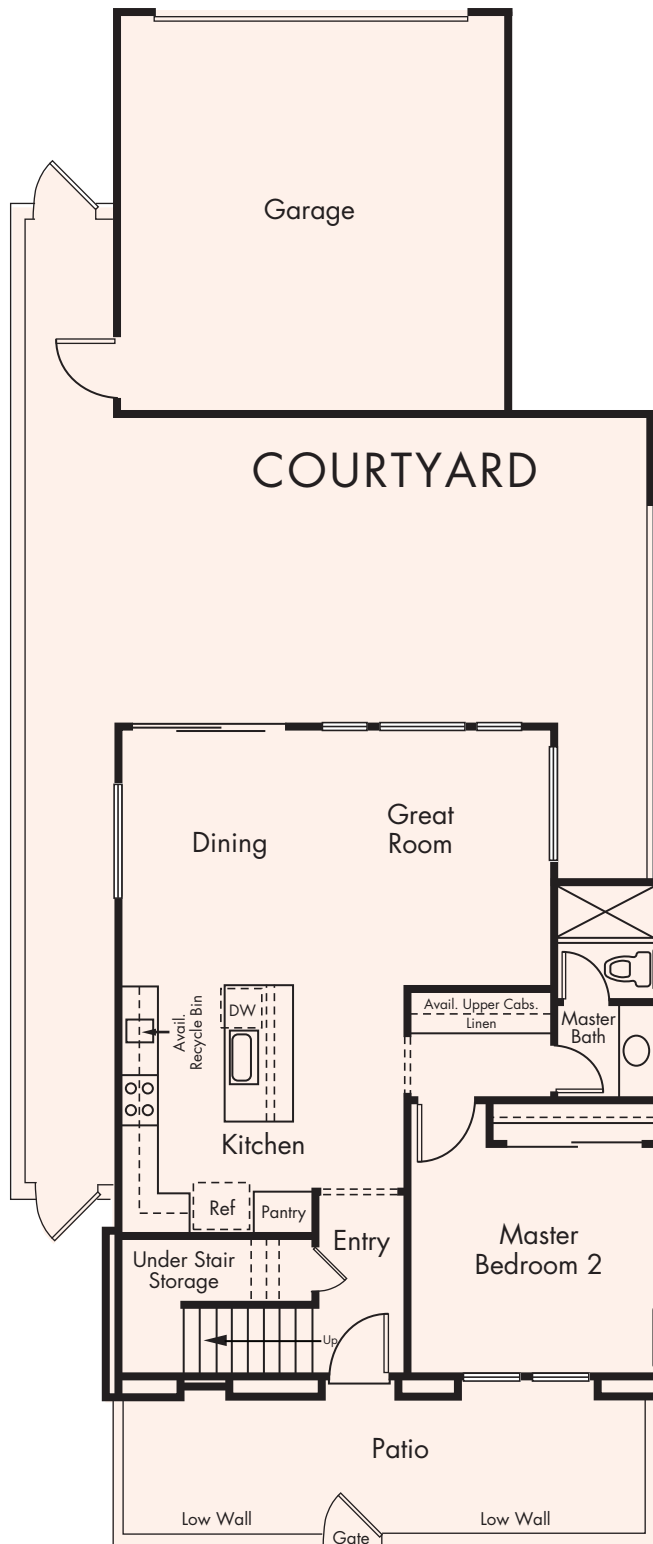 Garage
COURTYARD
Great
Room
Dining
DW
Avail.
Recycle Bin
Avail. Upper Cabs.
Linen
Master
Bath
Kitchen
Ref
Pantry
Entry
Master
Bedroom 2
Under Stair
Storage
Up
Patio
Low Wall
Low Wall
Gate